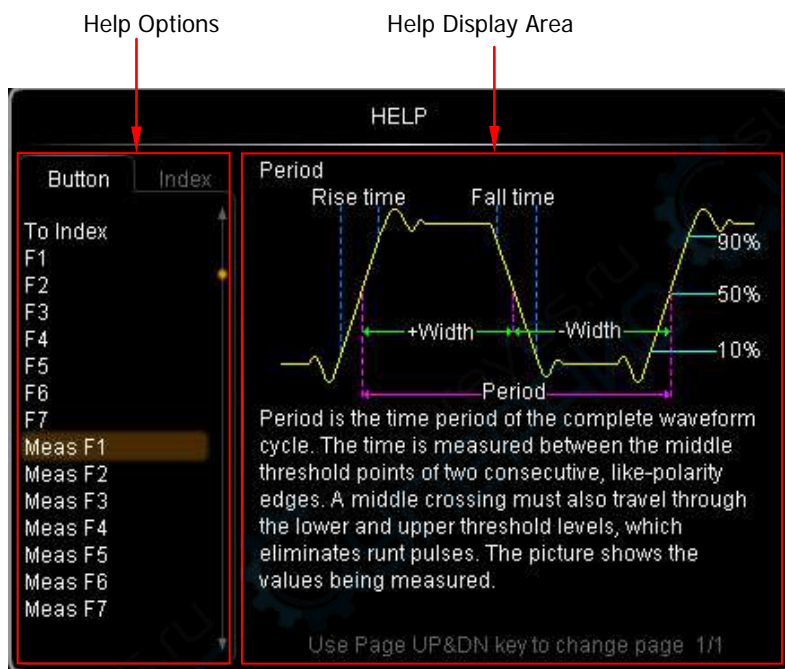 Help Options
Help Display Area
HELP
Button
Index
To Index
F1
F2
F3
F4
F5
F6
F7
Meas F1
Meas F2
Meas F3
Meas F4
Meas F5
Meas F6
Meas F7
Period
Rise time
Fall time
90%
50%
+Width
-Width
10%
Period
Period is the time period of the complete waveform
cycle. The time is measured between the middle
threshold points of two consecutive, like-polarity
edges. A middle crossing must also travel through
the lower and upper threshold levels, which
eliminates runt pulses. The picture shows the
values being measured.
Use Page UP&DN key to change page 1/1